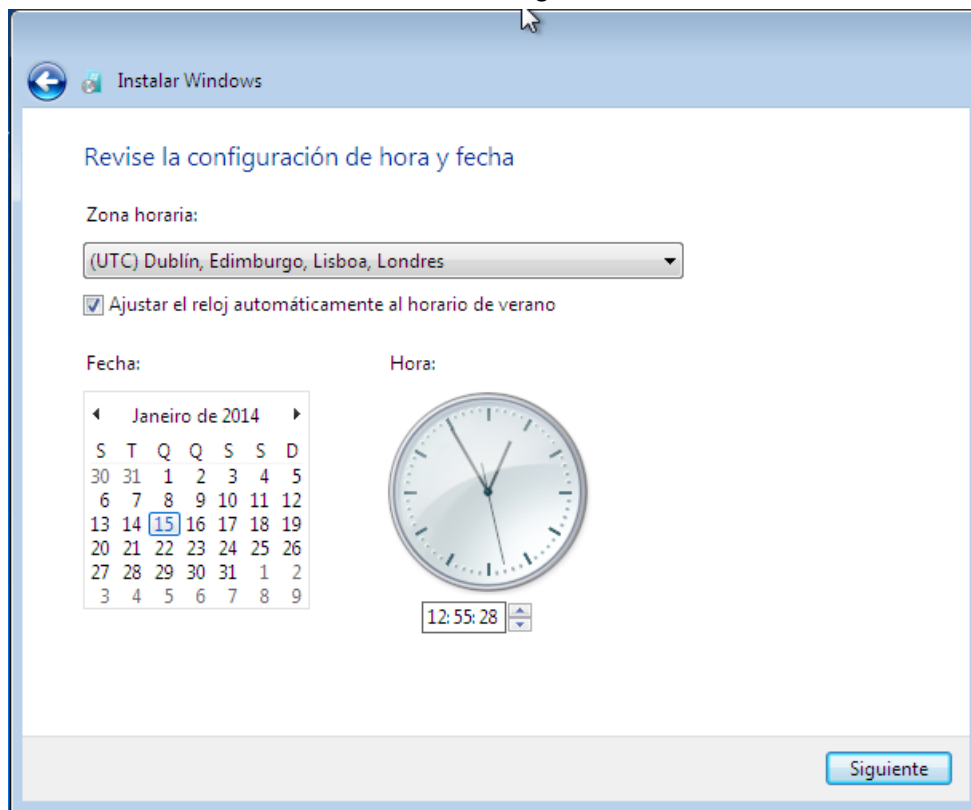 Instalar Windows
Revise la configuración de hora y fecha
Zona horaria:
(UTC) Dublín, Edimburgo, Lisboa, Londres
Ajustar el reloj automáticamente al horario de verano
Fecha: Hora:
Janeiro de 2014
S T Q Q S S D
30 31 1 2 3 4 5
6 7 8 9 10 11 12
13 14 15 16 17 18 19
20 21 22 23 24 25 26
27 28 29 30 31 1 2
3 4 5 6 7 8 9
12:55:28
Siguiente